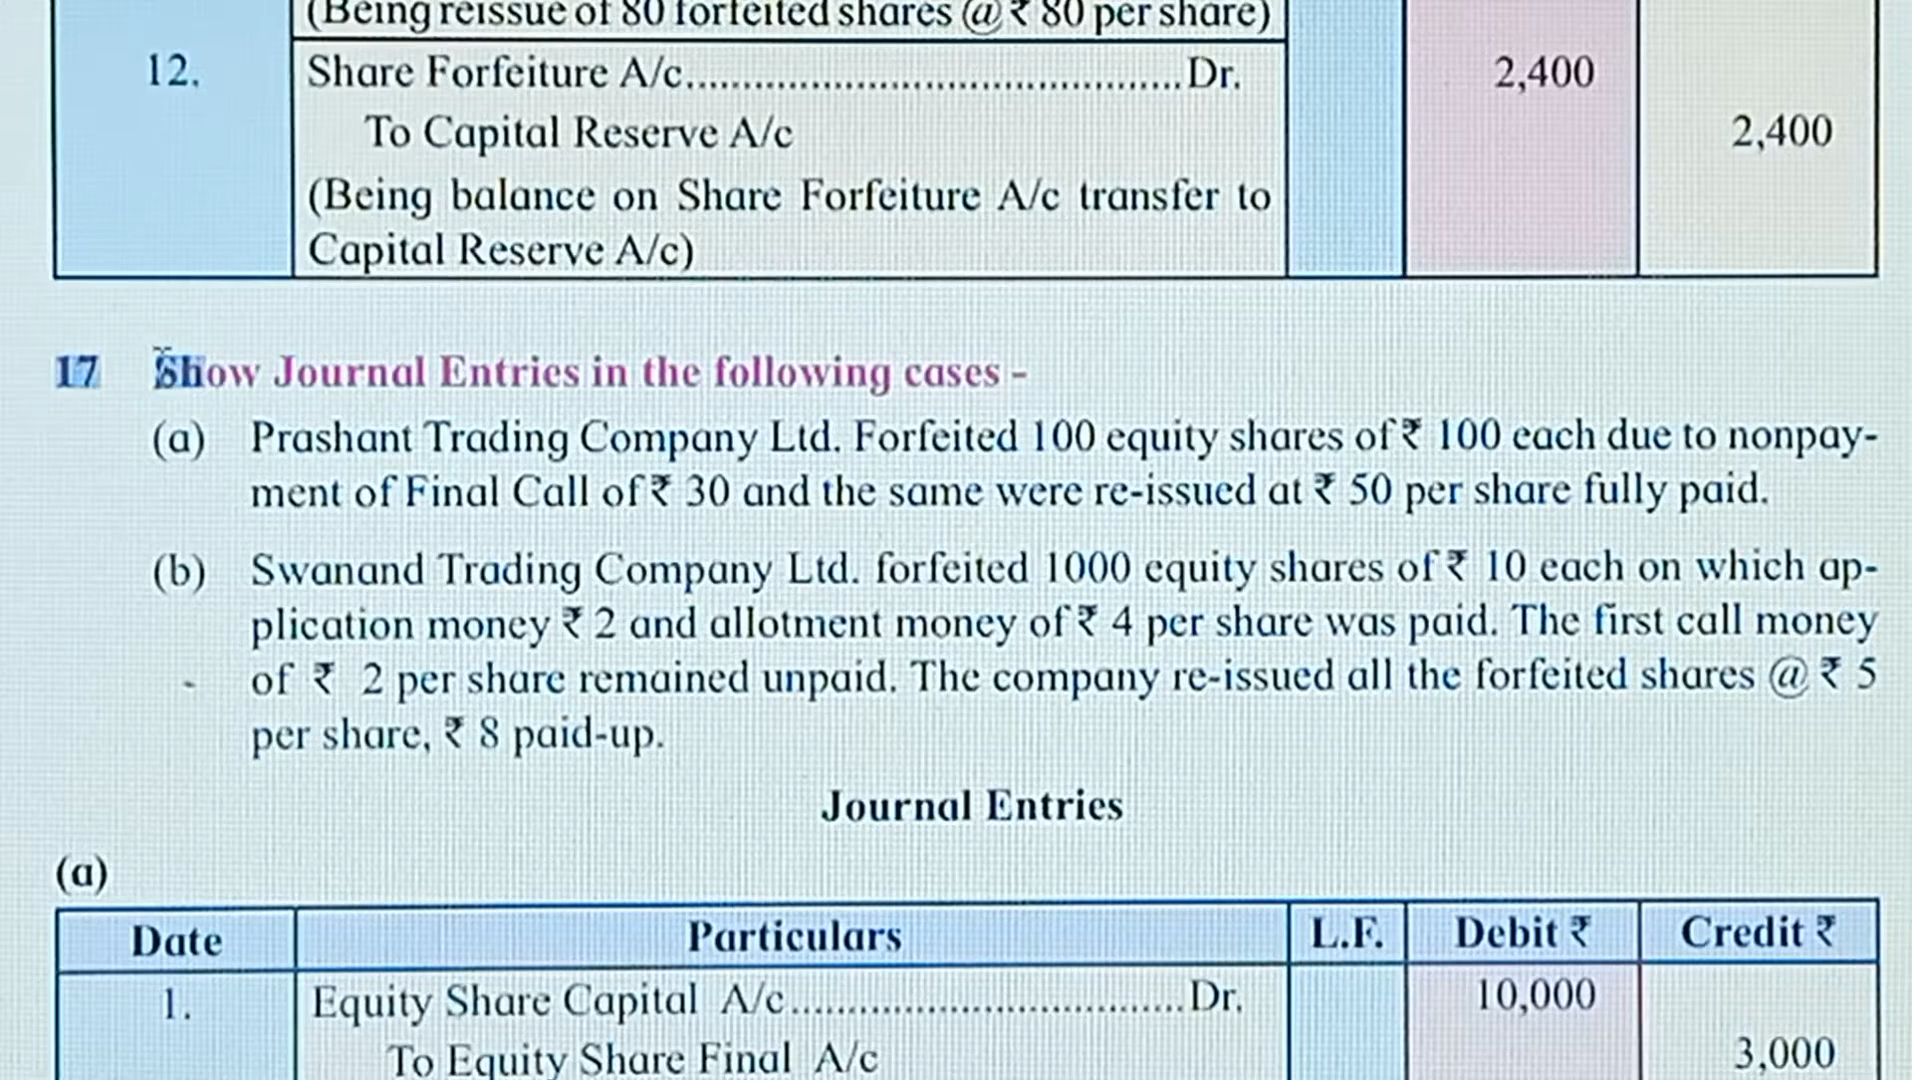 (Being reissue of 80 forfeited shares @ ₹ 80 per share)
12. Share Forfeiture A/c............................................Dr. 2,400
To Capital Reserve A/c 2,400
(Being balance on Share Forfeiture A/c transfer to
Capital Reserve A/c)
17 Show Journal Entries in the following cases -
(a) Prashant Trading Company Ltd. Forfeited 100 equity shares of ₹ 100 each due to nonpay-
ment of Final Call of ₹ 30 and the same were re-issued at ₹ 50 per share fully paid.
(b) Swanand Trading Company Ltd. forfeited 1000 equity shares of ₹ 10 each on which ap-
plication money ₹ 2 and allotment money of ₹ 4 per share was paid. The first call money
of ₹ 2 per share remained unpaid. The company re-issued all the forfeited shares @ ₹ 5
per share, ₹ 8 paid-up.
Journal Entries
(a)
Date Particulars L.F. Debit ₹ Credit ₹
1. Equity Share Capital A/c...................................Dr. 10,000
To Equity Share Final A/c 3,000